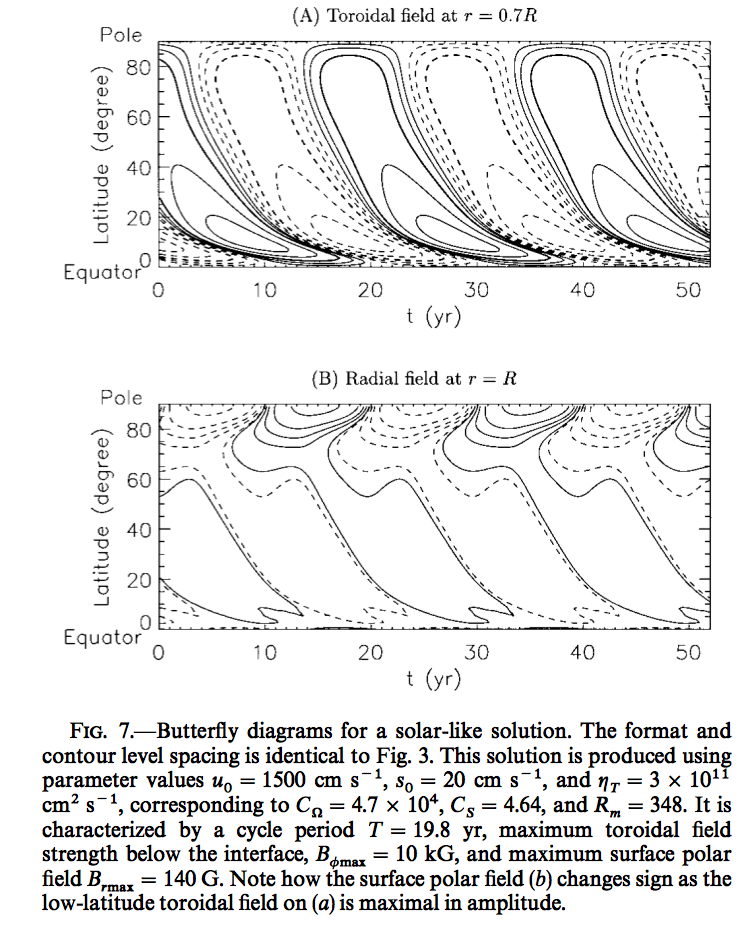 (A) Toroidal field at r = 0.7R
Pole
80
60
40
20
0
Equator
Latitude (degree)
0 10 20 30 40 50
t (yr)
(B) Radial field at r = R
Pole
80
60
40
20
0
Equator
Latitude (degree)
0 10 20 30 40 50
t (yr)
FIG. 7.—Butterfly diagrams for a solar-like solution. The format and
contour level spacing is identical to Fig. 3. This solution is produced using
parameter values u₀ = 1500 cm s⁻¹, s₀ = 20 cm s⁻¹, and η_T = 3 × 10¹¹
cm² s⁻¹, corresponding to C_Ω = 4.7 × 10⁴, C_S = 4.64, and R_m = 348. It is
characterized by a cycle period T = 19.8 yr, maximum toroidal field
strength below the interface, B_ϕmax = 10 kG, and maximum surface polar
field B_rmax = 140 G. Note how the surface polar field (b) changes sign as the
low-latitude toroidal field on (a) is maximal in amplitude.